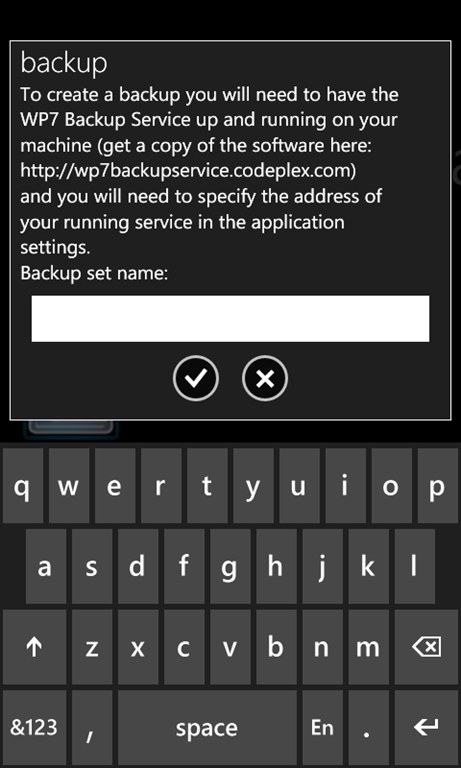 backup
To create a backup you will need to have the
WP7 Backup Service up and running on your
machine (get a copy of the software here:
http://wp7backupservice.codeplex.com)
and you will need to specify the address of
your running service in the application
settings.
Backup set name:
q w e r t y u i o p
a s d f g h j k l
z x c v b n m
&123 , space En .